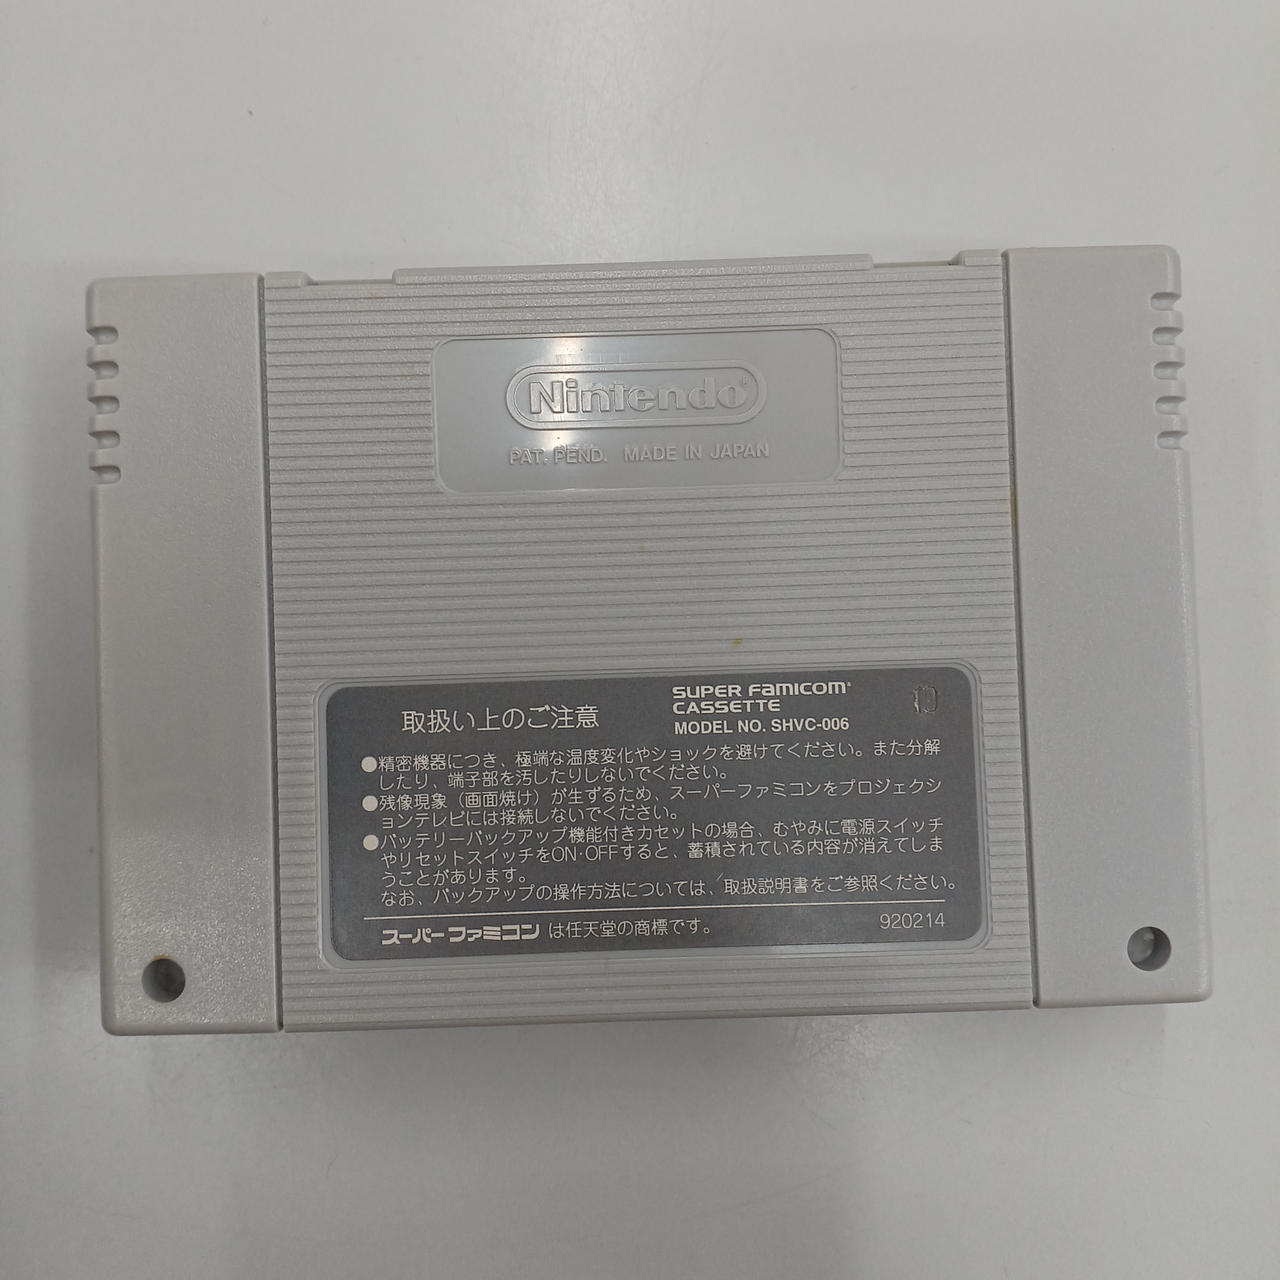 Nintendo®
PAT. PEND. MADE IN JAPAN
取扱い上のご注意
SUPER FAMICOM®
CASSETTE
MODEL NO. SHVC-006
●精密機器につき、極端な温度変化やショックを避けてください。また分解
したり、端子部を汚したりしないでください。
●残像現象（画面焼け）が生ずるため、スーパーファミコンをプロジェクシ
ョンテレビには接続しないでください。
●バッテリーバックアップ機能付きカセットの場合、むやみに電源スイッチ
やリセットスイッチをON·OFFすると、蓄積されている内容が消えてしま
うことがあります。
なお、バックアップの操作方法については、取扱説明書をご参照ください。
スーパーファミコン は任天堂の商標です。
920214